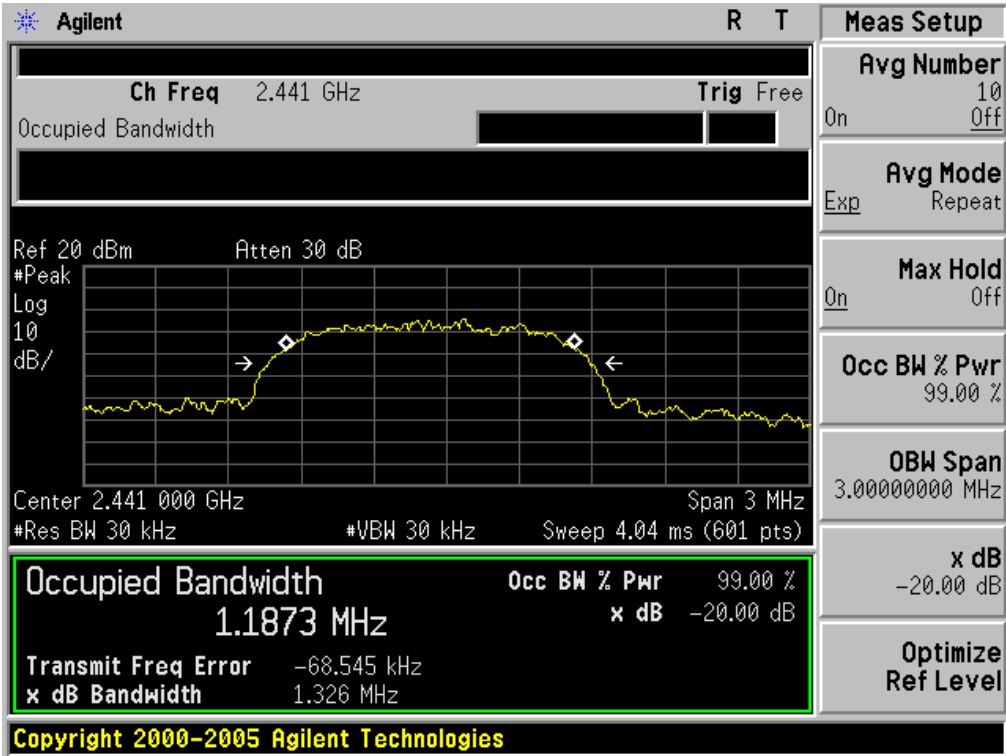 Agilent R T
Ch Freq 2.441 GHz Trig Free
Occupied Bandwidth
Ref 20 dBm Atten 30 dB
#Peak
Log
10
dB/
Center 2.441 000 GHz Span 3 MHz
#Res BW 30 kHz #VBW 30 kHz Sweep 4.04 ms (601 pts)
Occupied Bandwidth Occ BW % Pwr 99.00 %
1.1873 MHz x dB -20.00 dB
Transmit Freq Error -68.545 kHz
x dB Bandwidth 1.326 MHz
Copyright 2000-2005 Agilent Technologies
Meas Setup
Avg Number
10
On Off
Avg Mode
Exp Repeat
Max Hold
On Off
Occ BW % Pwr
99.00 %
OBW Span
3.00000000 MHz
x dB
-20.00 dB
Optimize
Ref Level